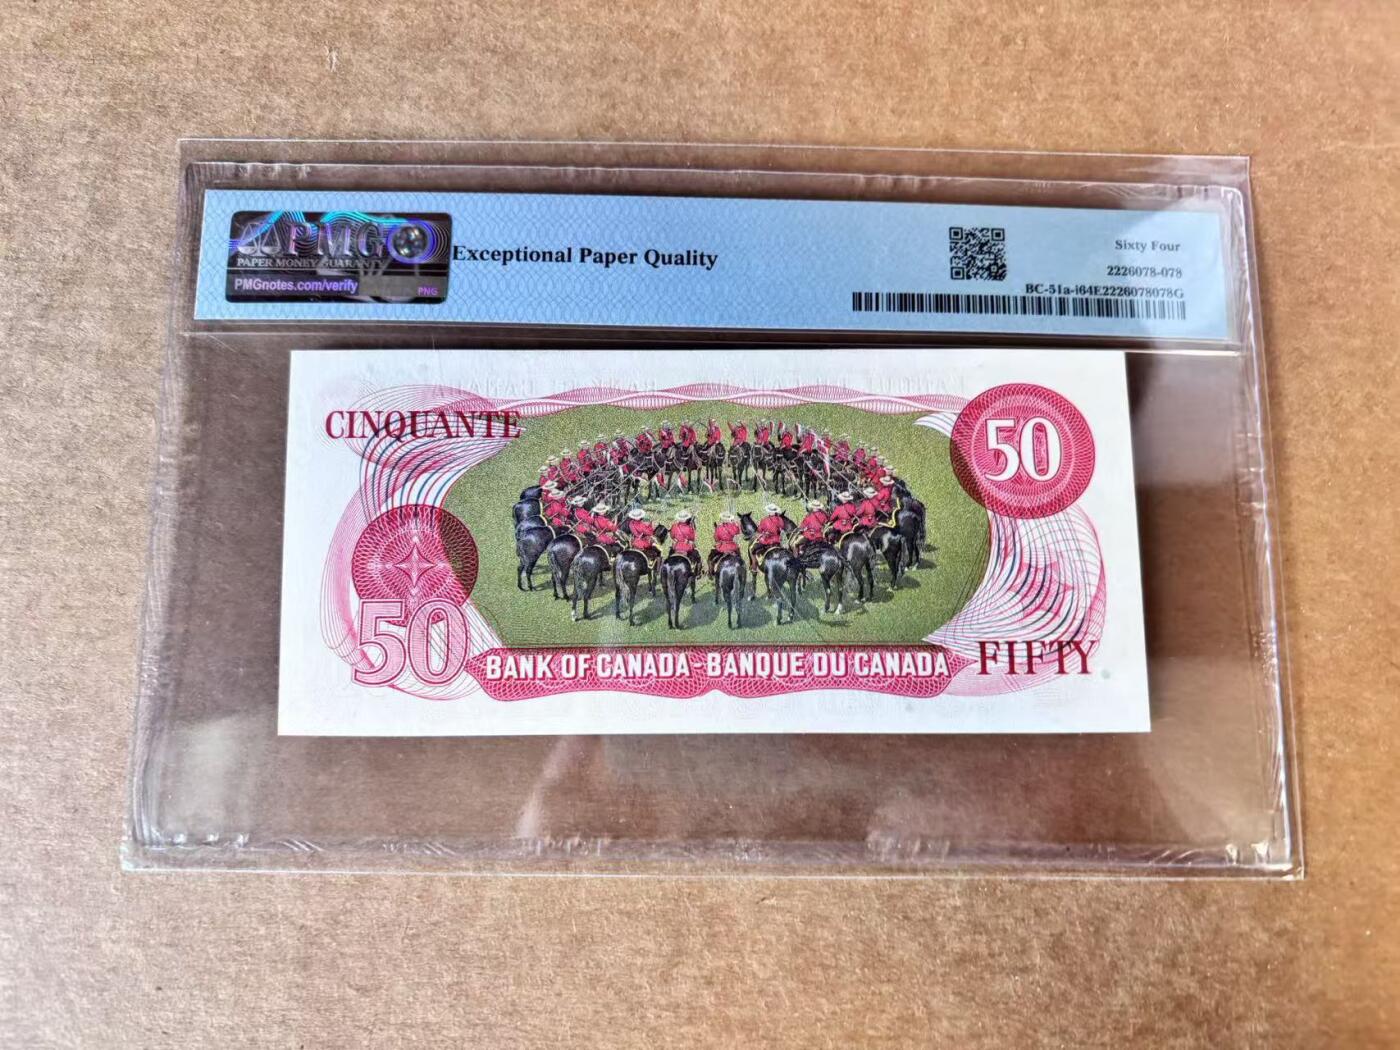 PMG
PAPER MONEY GUARANTY
PMGnotes.com/verify
PNG
Exceptional Paper Quality
Sixty Four
2226078-078
BC-51a-i64E2226078078G
CINQUANTE
50
50
BANK OF CANADA-BANQUE DU CANADA
FIFTY